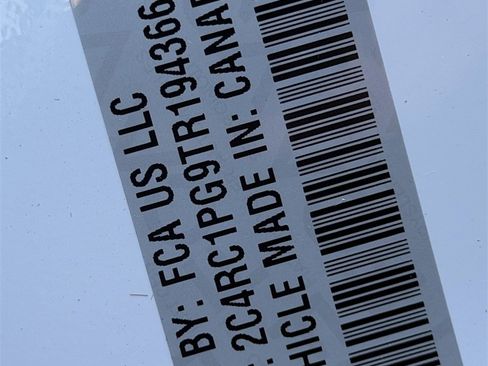 BY: FCA US LLC
: 2C4RC1PG9TR194366
HICLE MADE IN: CANAD